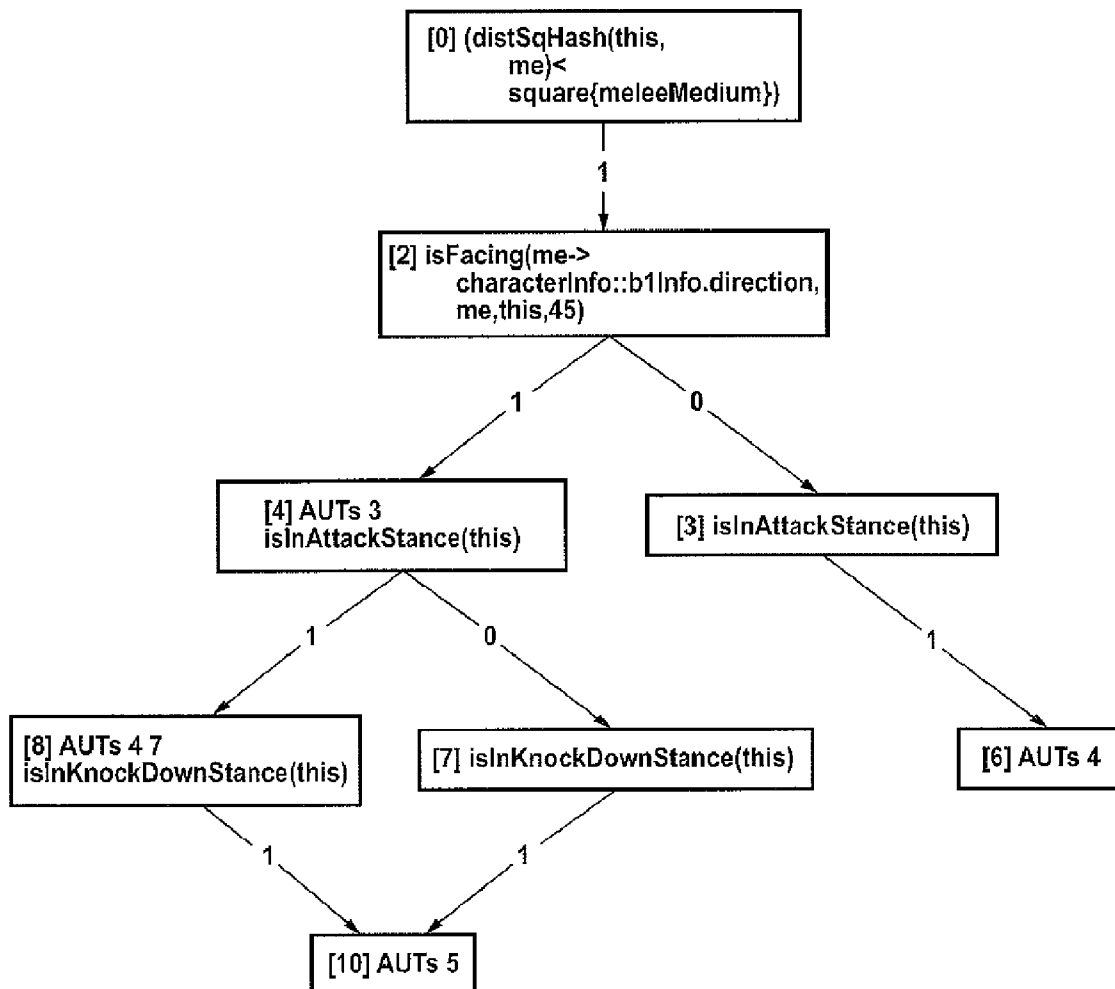 [0] (distSqHash(this,
me)<
square{meleeMedium})
1
[2] isFacing(me->
characterInfo::b1Info.direction,
me,this,45)
1
0
[4] AUTs 3
isInAttackStance(this)
[3] isInAttackStance(this)
1
0
1
[8] AUTs 4 7
isInKnockDownStance(this)
[7] isInKnockDownStance(this)
[6] AUTs 4
1
1
[10] AUTs 5